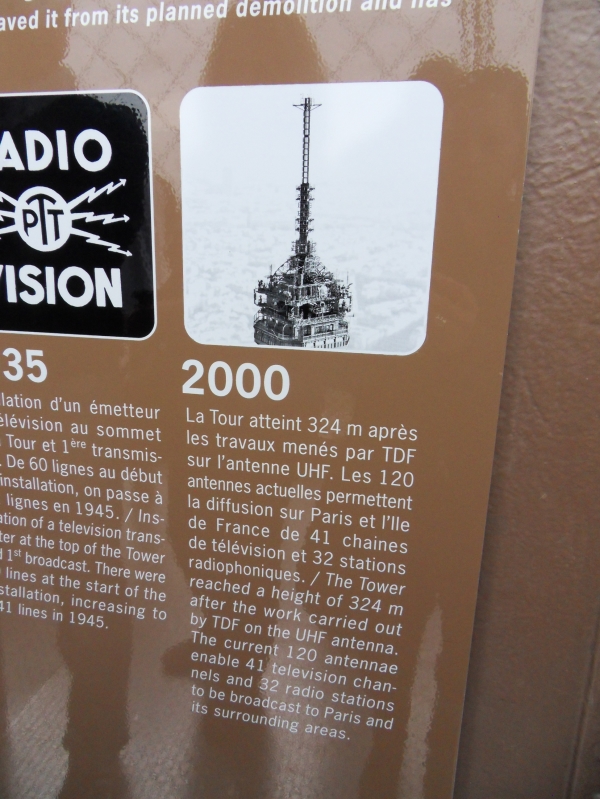 aved it from its planned demolition and has
ADIO
PTT
VISION
35
lation d'un émetteur
élévision au sommet
Tour et 1ère transmis-
. De 60 lignes au début
installation, on passe à
lignes en 1945. / Ins-
ation of a television trans-
ter at the top of the Tower
d 1st broadcast. There were
lines at the start of the
stallation, increasing to
41 lines in 1945.
2000
La Tour atteint 324 m après
les travaux menés par TDF
sur l'antenne UHF. Les 120
antennes actuelles permettent
la diffusion sur Paris et l'Ile
de France de 41 chaines
de télévision et 32 stations
radiophoniques. / The Tower
reached a height of 324 m
after the work carried out
by TDF on the UHF antenna.
The current 120 antennae
enable 41 television chan-
nels and 32 radio stations
to be broadcast to Paris and
its surrounding areas.